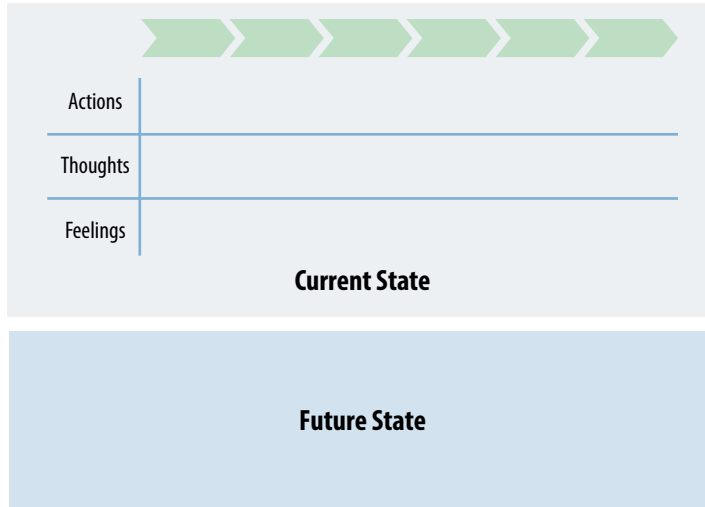 Actions
Thoughts
Feelings
Current State
Future State